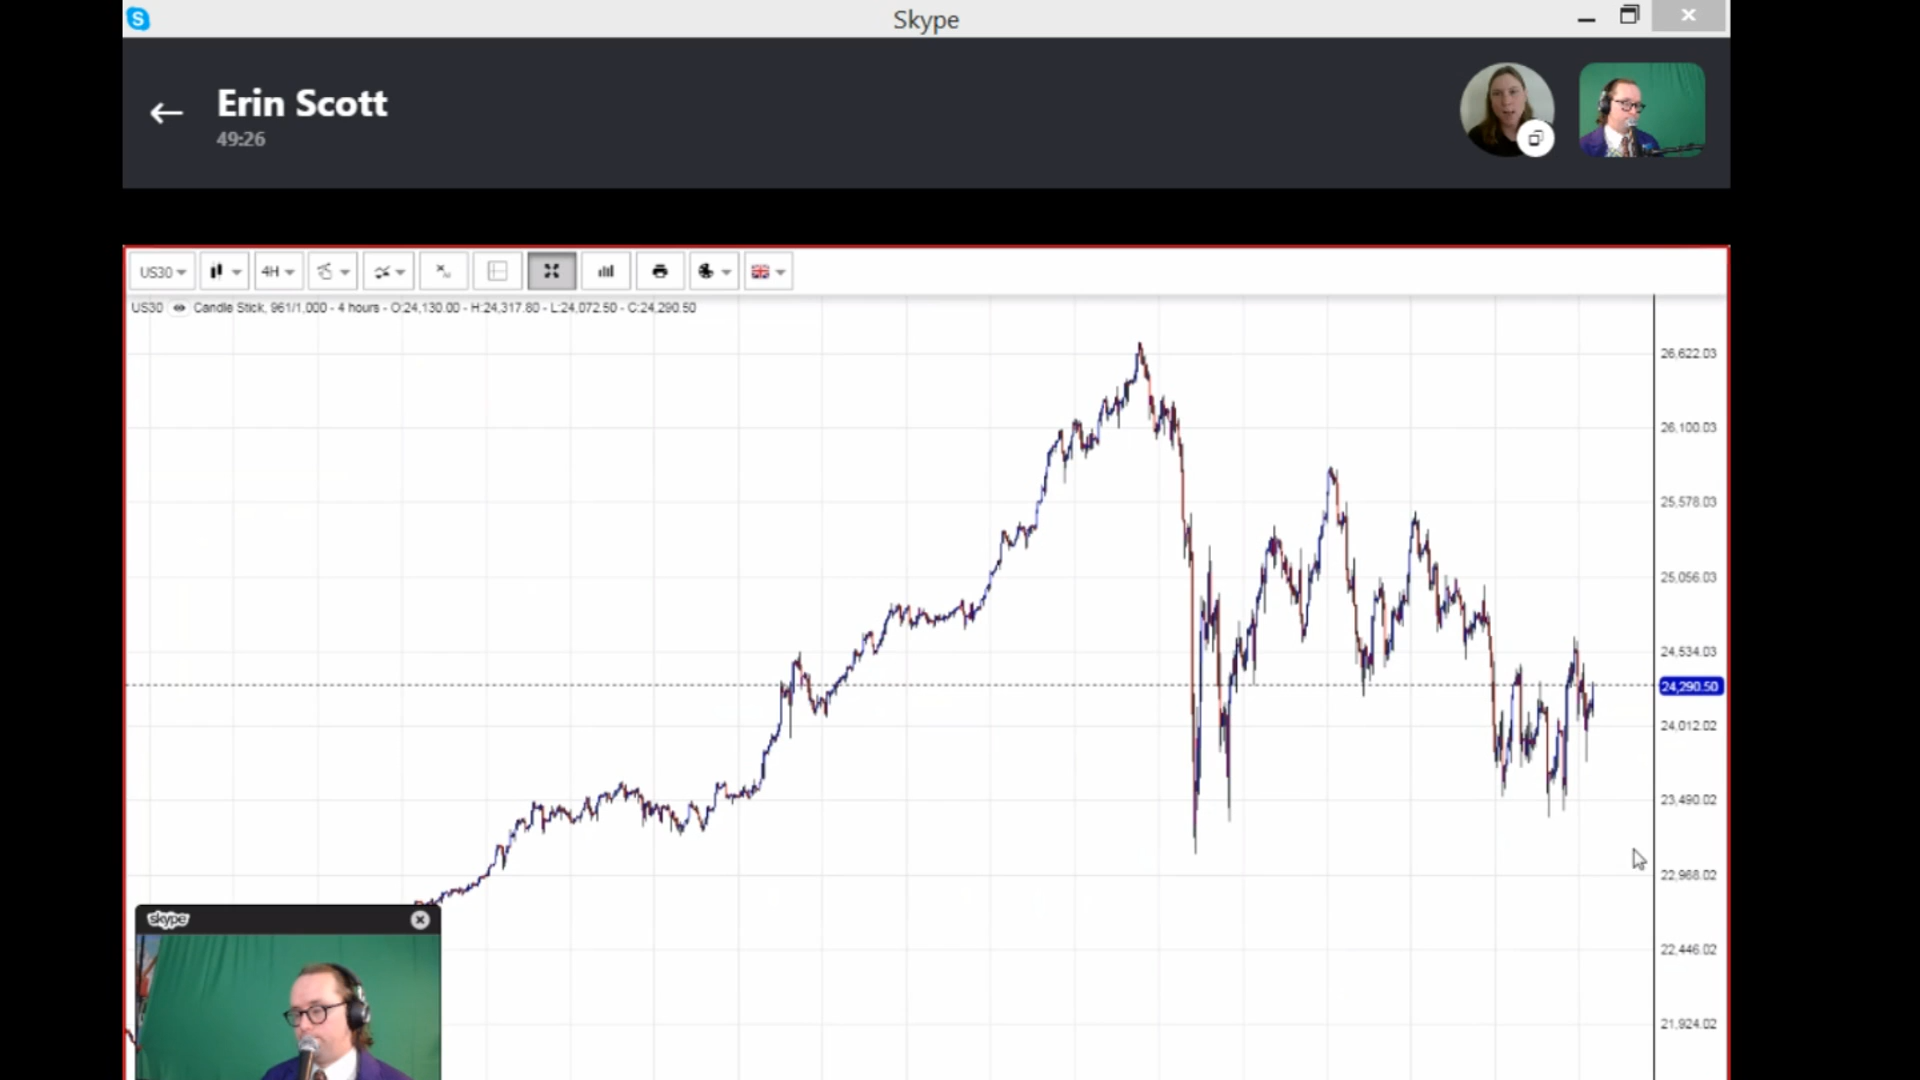 Skype
Erin Scott
49:26
US30
4H
US30 Candle Stick, 961/1,000 - 4 hours - O:24,130.00 - H:24,317.80 - L:24,072.50 - C:24,290.50
26,622.03
26,100.03
25,578.03
25,056.03
24,534.03
24,290.50
24,012.02
23,490.02
22,968.02
22,446.02
21,924.02
skype